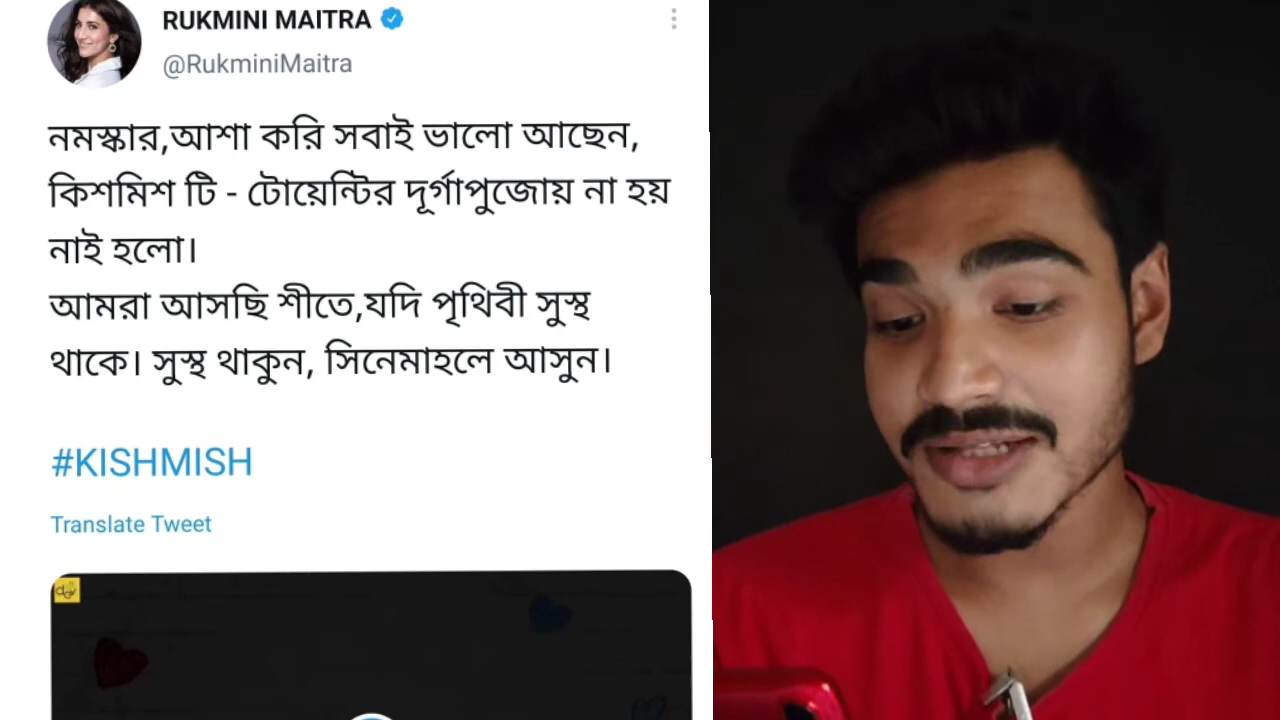 RUKMINI MAITRA
@RukminiMaitra
নমস্কার,আশা করি সবাই ভালো আছেন,
কিশমিশ টি - টোয়েন্টির দূর্গাপুজোয় না হয়
নাই হলো।
আমরা আসছি শীতে,যদি পৃথিবী সুস্থ
থাকে। সুস্থ থাকুন, সিনেমাহলে আসুন।
#KISHMISH
Translate Tweet